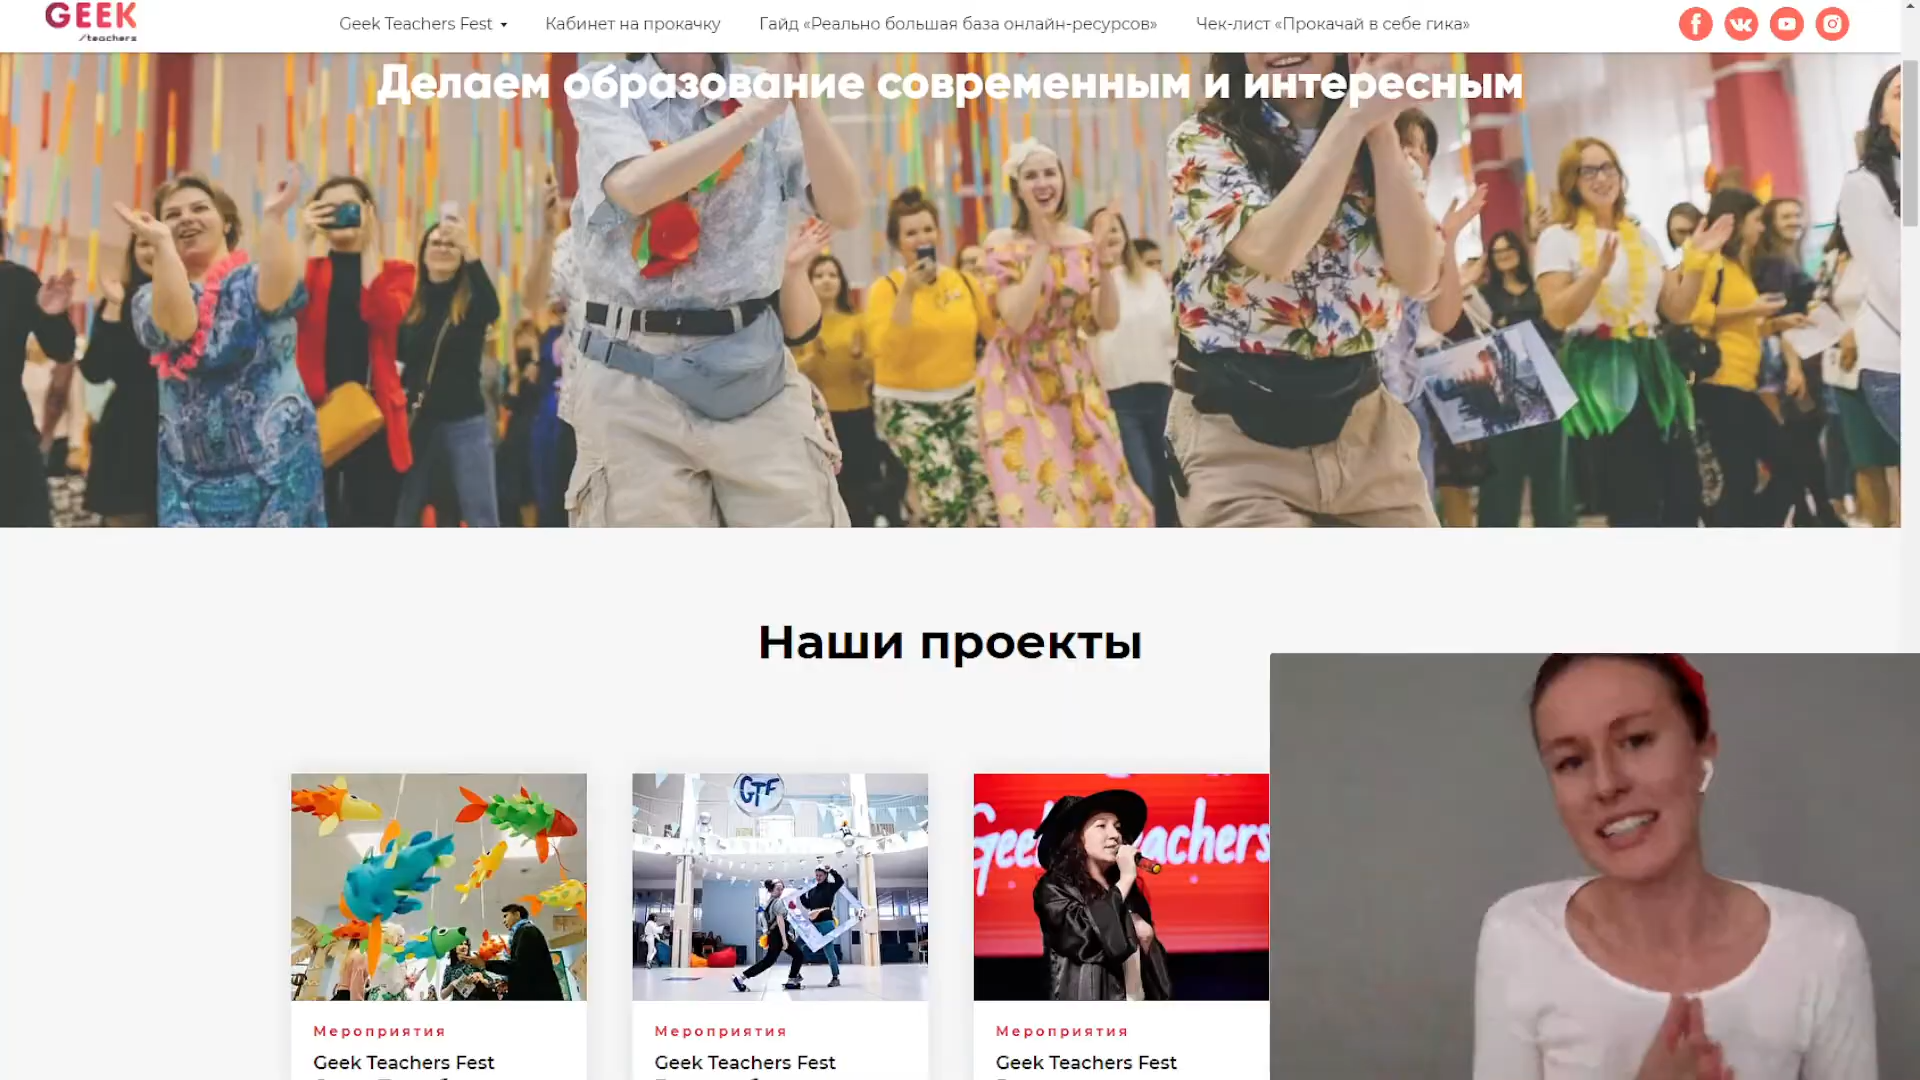 GEEK
/teachers
Geek Teachers Fest
Кабинет на прокачку
Гайд «Реально большая база онлайн-ресурсов»
Чек-лист «Прокачай в себе гика»
Делаем образование современным и интересным
Наши проекты
GTF
Geek Teachers
Мероприятия
Geek Teachers Fest
Мероприятия
Geek Teachers Fest
Мероприятия
Geek Teachers Fest